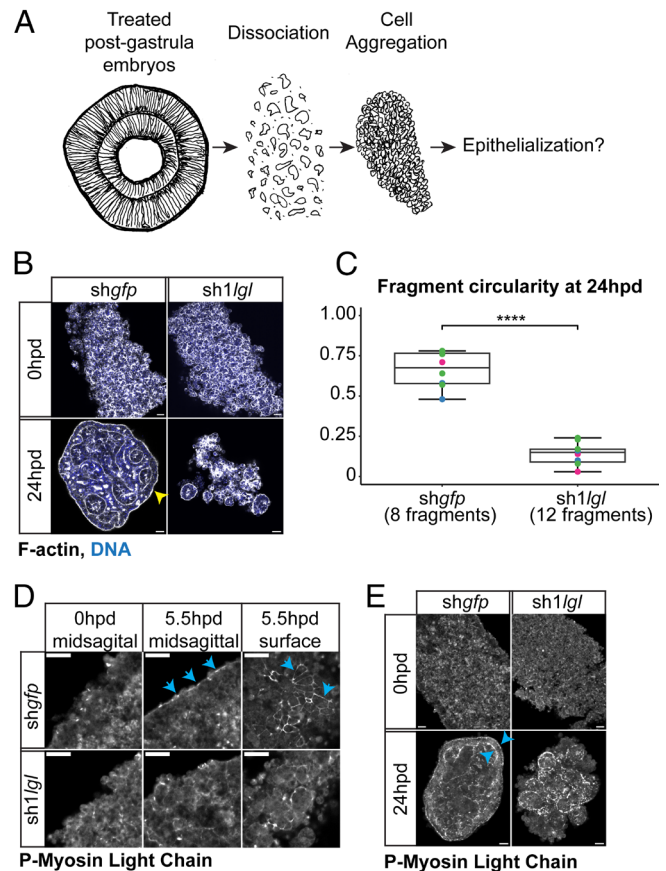 A
Treated
post-gastrula
embryos
Dissociation
Cell
Aggregation
Epithelialization?
B
shgfp
sh1lgl
0hpd
24hpd
F-actin, DNA
C
Fragment circularity at 24hpd
****
1.00
0.75
0.5
0.25
0
shgfp
(8 fragments)
sh1lgl
(12 fragments)
D
0hpd
midsagital
5.5hpd
midsagittal
5.5hpd
surface
shgfp
sh1lgl
P-Myosin Light Chain
E
shgfp
sh1lgl
0hpd
24hpd
P-Myosin Light Chain